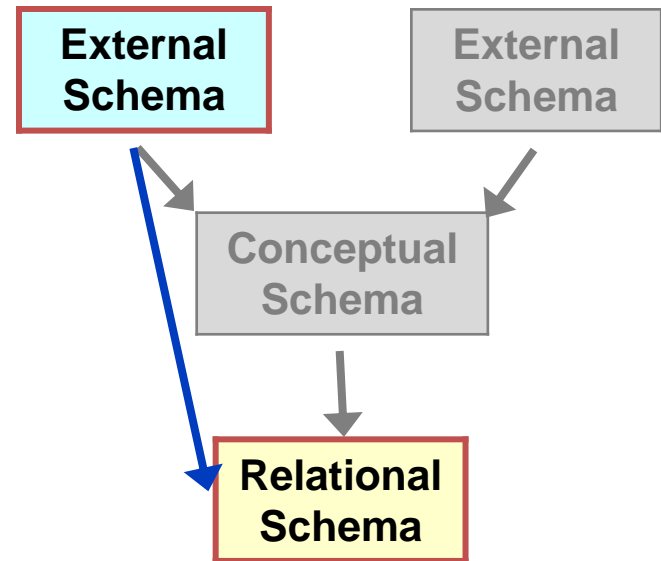 External
Schema
External
Schema
Conceptual
Schema
Relational
Schema